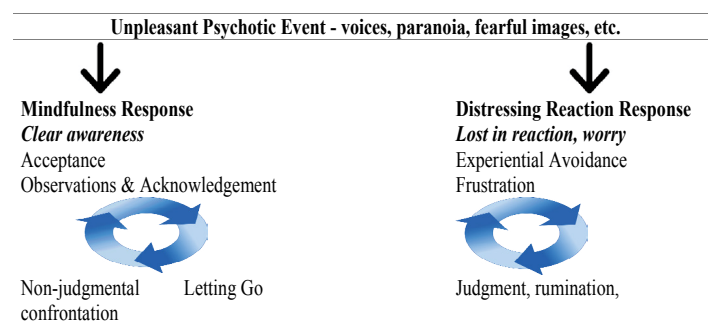 Unpleasant Psychotic Event - voices, paranoia, fearful images, etc.
Mindfulness Response
Clear awareness
Acceptance
Observations & Acknowledgement
Non-judgmental Letting Go
confrontation
Distressing Reaction Response
Lost in reaction, worry
Experiential Avoidance
Frustration
Judgment, rumination,